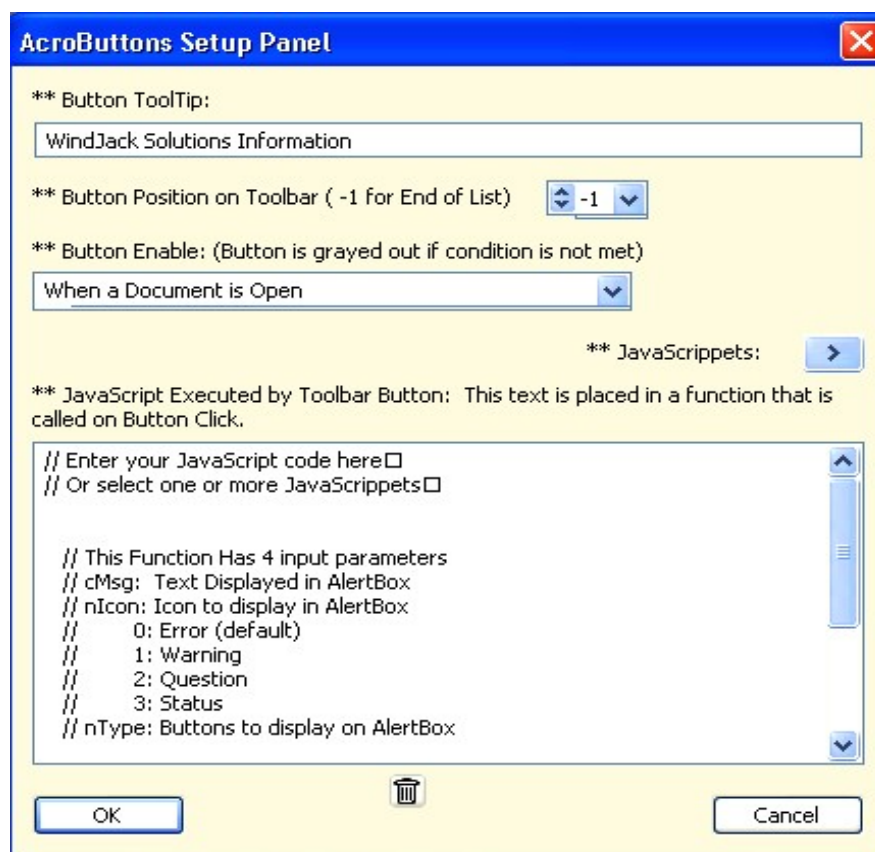 AcroButtons Setup Panel
** Button ToolTip:
WindJack Solutions Information
** Button Position on Toolbar ( -1 for End of List)
-1
** Button Enable: (Button is grayed out if condition is not met)
When a Document is Open
** JavaScrippets:
>
** JavaScript Executed by Toolbar Button:  This text is placed in a function that is
called on Button Click.
// Enter your JavaScript code here□
// Or select one or more JavaScrippets□
// This Function Has 4 input parameters
// cMsg:  Text Displayed in AlertBox
// nIcon: Icon to display in AlertBox
//        0: Error (default)
//        1: Warning
//        2: Question
//        3: Status
// nType: Buttons to display on AlertBox
OK
Cancel